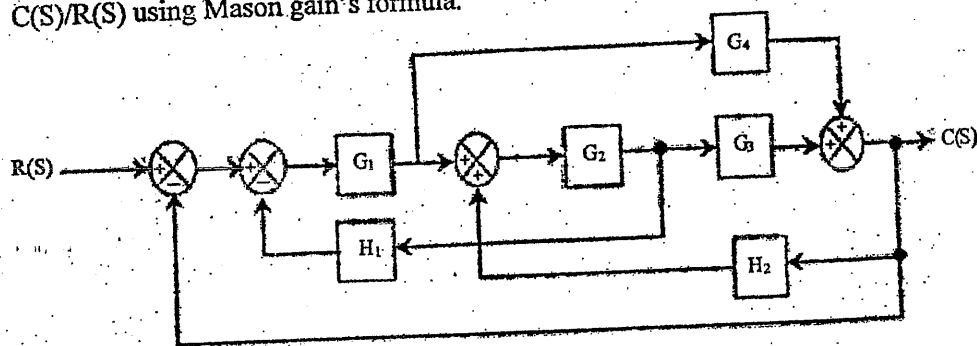 C(S)/R(S) using Mason gain's formula.
G4
R(S)
+
−
+
−
G1
+
+
G2
G3
+
+
C(S)
H1
H2